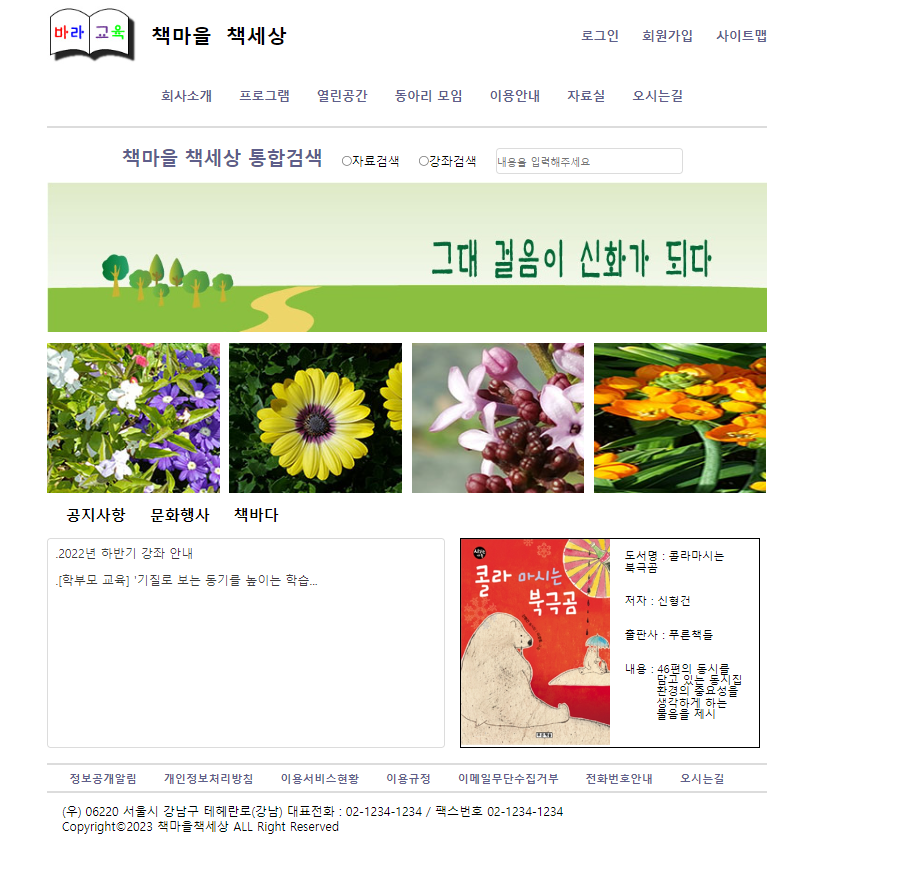 바라 교육
책마을 책세상
로그인 회원가입 사이트맵
회사소개 프로그램 열린공간 동아리 모임 이용안내 자료실 오시는길
책마을 책세상 통합검색 자료검색 강좌검색 내용을 입력해주세요
그대 걸음이 신화가 되다
공지사항 문화행사 책바다
.2022년 하반기 강좌 안내
.[학부모 교육] '기질로 보는 동기를 높이는 학습...
콜라 마시는
북극곰
도서명 : 콜라마시는
북극곰
저자 : 신형건
출판사 : 푸른책들
내용 : 46편의 동시를
담고 있는 동시집
환경의 중요성을
생각하게 하는
물음을 제시
정보공개알림 개인정보처리방침 이용서비스현황 이용규정 이메일무단수집거부 전화번호안내 오시는길
(우) 06220 서울시 강남구 테헤란로(강남) 대표전화 : 02-1234-1234 / 팩스번호 02-1234-1234
Copyright©2023 책마을책세상 ALL Right Reserved